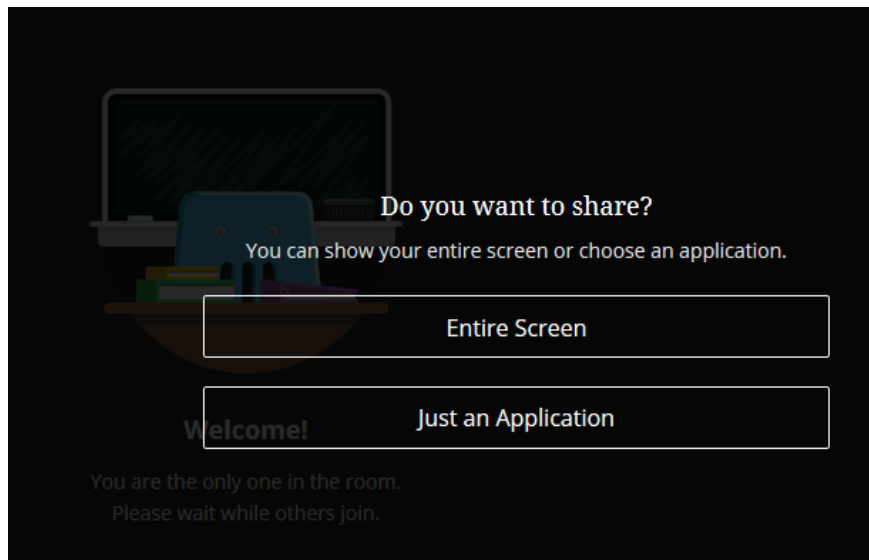 Do you want to share?
You can show your entire screen or choose an application.
Entire Screen
Just an Application
Welcome!
You are the only one in the room.
Please wait while others join.